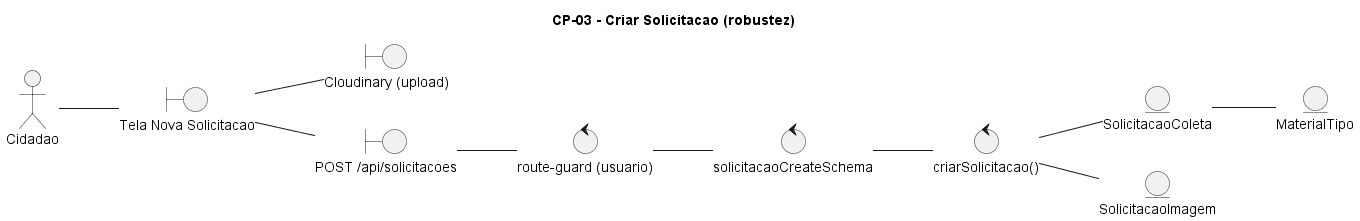 CP-03 - Criar Solicitacao (robustez)
Cloudinary (upload)
Cidadao
Tela Nova Solicitacao
POST /api/solicitacoes
route-guard (usuario)
solicitacaoCreateSchema
criarSolicitacao()
SolicitacaoColeta
MaterialTipo
SolicitacaoImagem